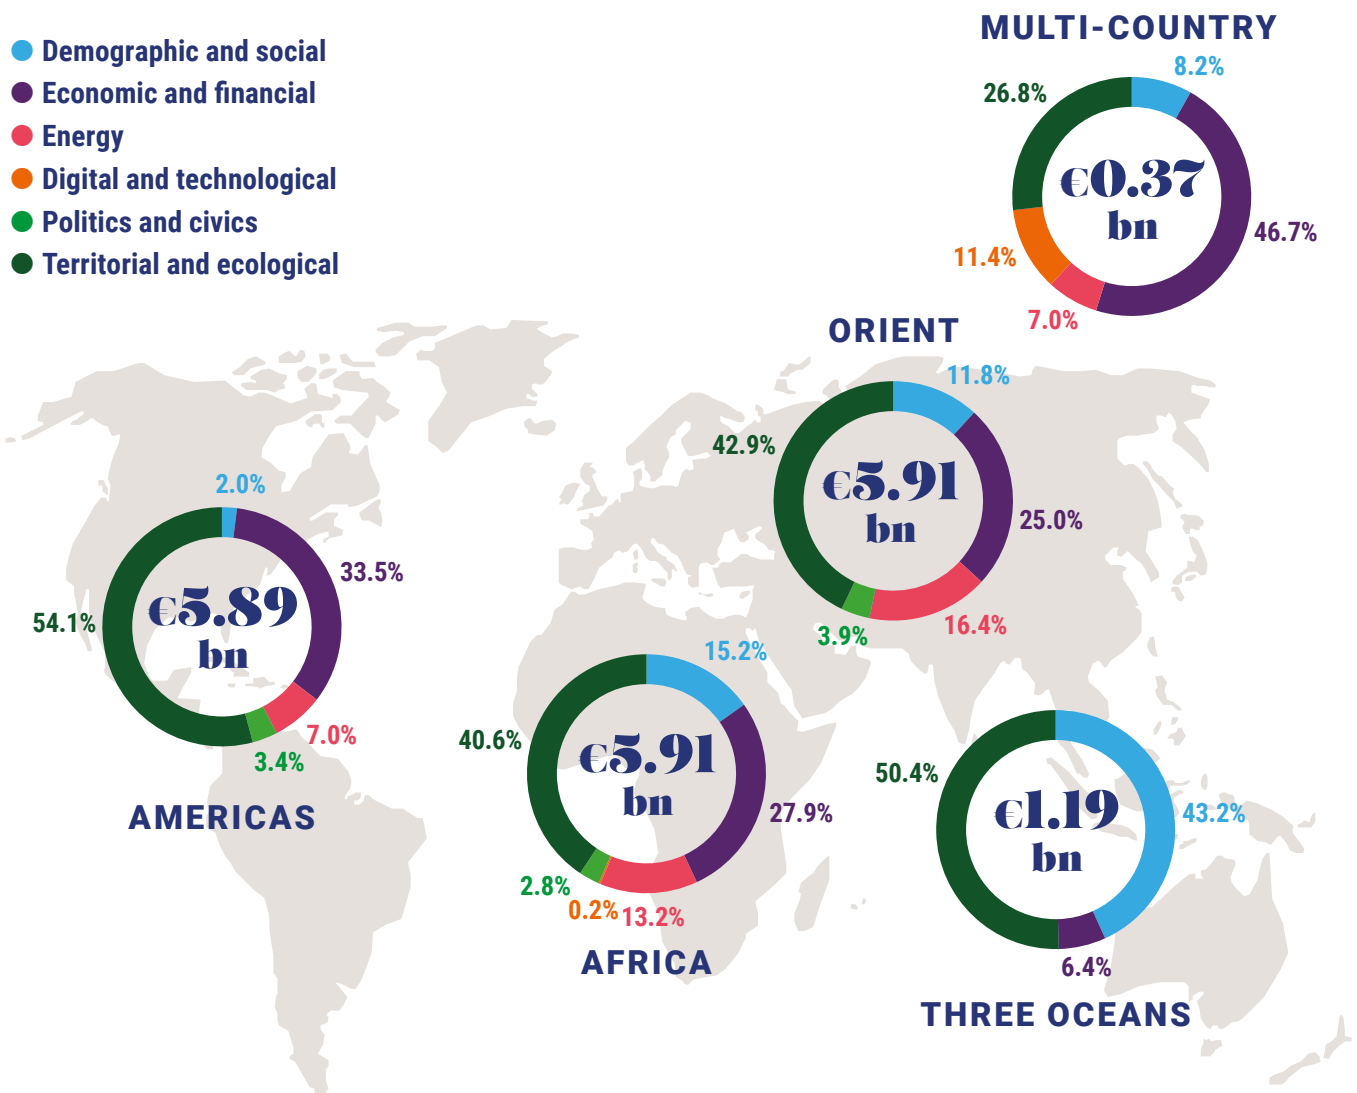 Demographic and social
Economic and financial
Energy
Digital and technological
Politics and civics
Territorial and ecological
MULTI-COUNTRY
8.2%
26.8%
€0.37
bn
46.7%
11.4%
7.0%
ORIENT
11.8%
42.9%
€5.91
bn
25.0%
16.4%
3.9%
2.0%
33.5%
€5.89
bn
54.1%
7.0%
3.4%
AMERICAS
15.2%
40.6%
€5.91
bn
27.9%
2.8%
0.2%
13.2%
AFRICA
50.4%
€1.19
bn
43.2%
6.4%
THREE OCEANS